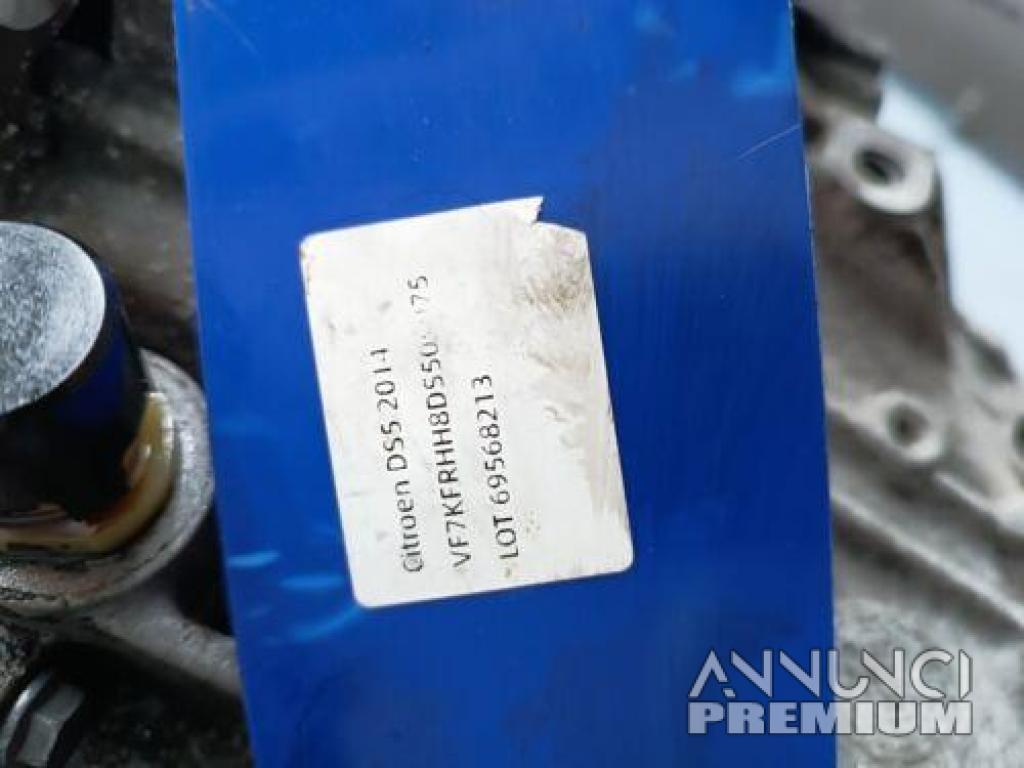 Citroen DS5 2014
LOT 69568213
ANNUNCI
PREMIUM